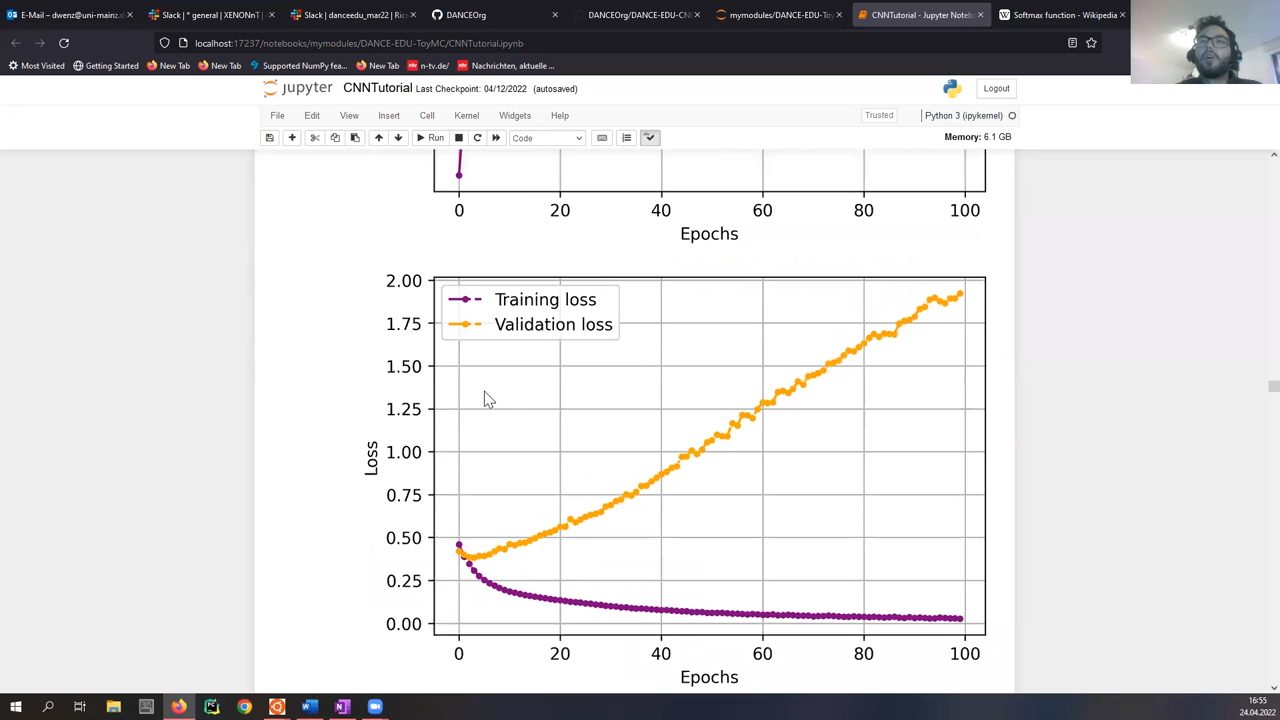 E-Mail – dwenz@uni-mainz.d
Slack | * general | XENONnT |
Slack | danceedu_mar22 | Ric
DANCEOrg
DANCEOrg/DANCE-EDU-CN
mymodules/DANCE-EDU-To
CNNTutorial - Jupyter Noteb
Softmax function - Wikipedia
localhost:17237/notebooks/mymodules/DANCE-EDU-ToyMC/CNNTutorial.ipynb
Most Visited
Getting Started
New Tab
New Tab
Supported NumPy fea...
New Tab
n-tv.de/
Nachrichten, aktuelle ...
jupyter CNNTutorial Last Checkpoint: 04/12/2022 (autosaved)
Logout
File Edit View Insert Cell Kernel Widgets Help
Trusted
Python 3 (ipykernel)
Run
Code
Memory: 6.1 GB
0 20 40 60 80 100
Epochs
2.00
Training loss
Validation loss
1.75
1.50
1.25
1.00
0.75
0.50
0.25
0.00
Loss
0 20 40 60 80 100
Epochs
16:55
24.04.2022